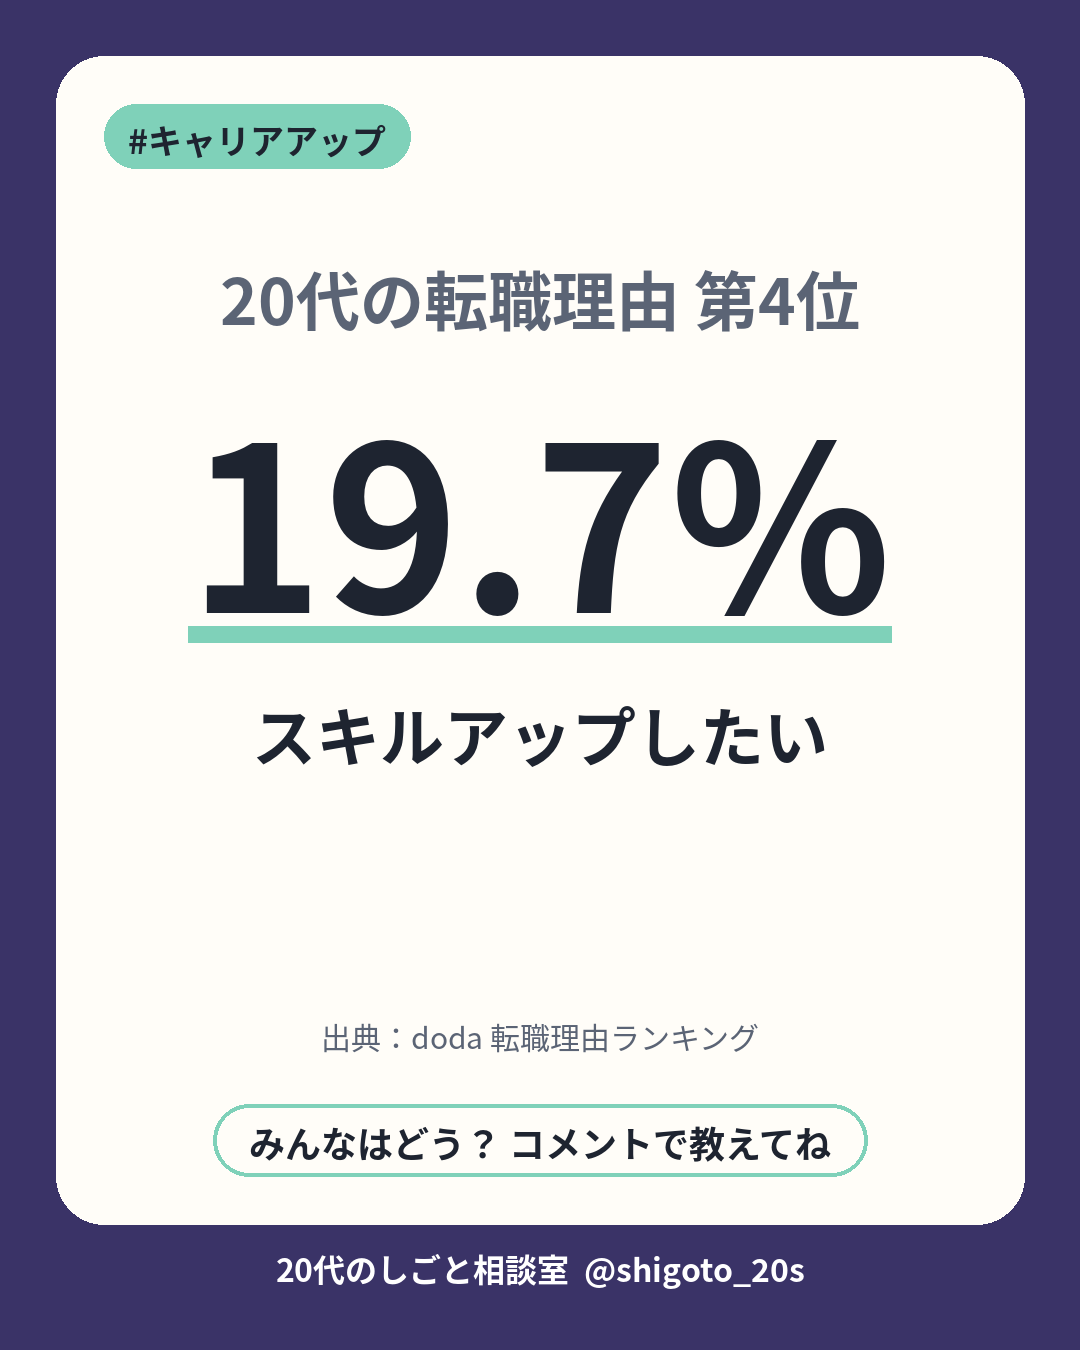 #キャリアアップ
20代の転職理由 第4位
19.7%
スキルアップしたい
出典：doda 転職理由ランキング
みんなはどう？ コメントで教えてね
20代のしごと相談室 @shigoto_20s